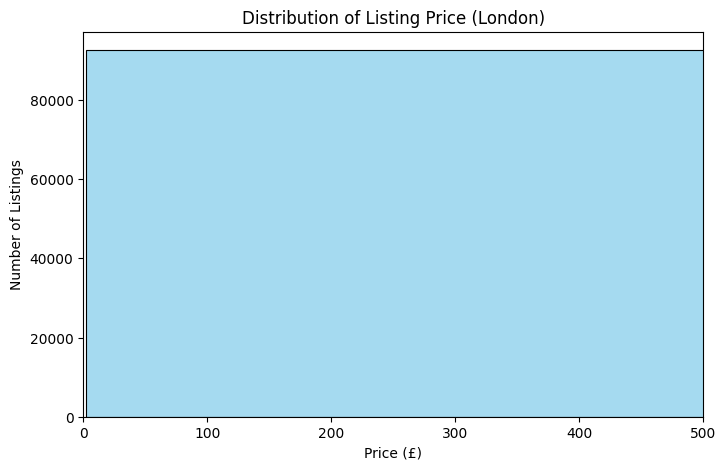 Distribution of Listing Price (London)
Number of Listings
80000
60000
40000
20000
0
0 100 200 300 400 500
Price (£)